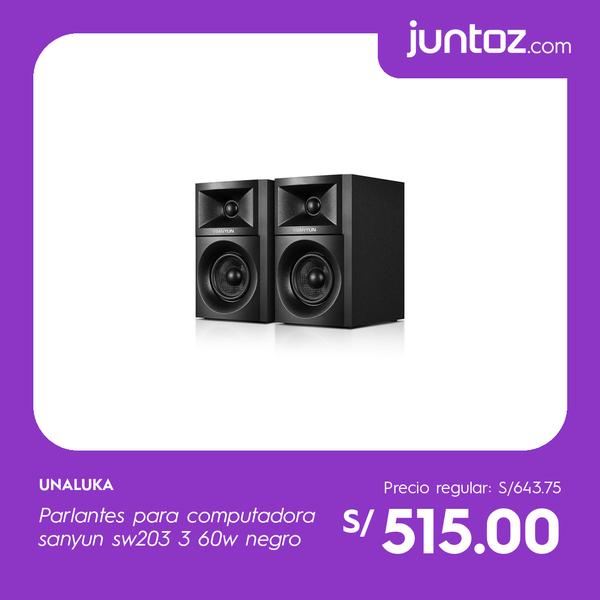 juntoz.com
SANYUN
SANYUN
UNALUKA
Parlantes para computadora
sanyun sw203 3 60w negro
Precio regular: S/643.75
S/ 515.00